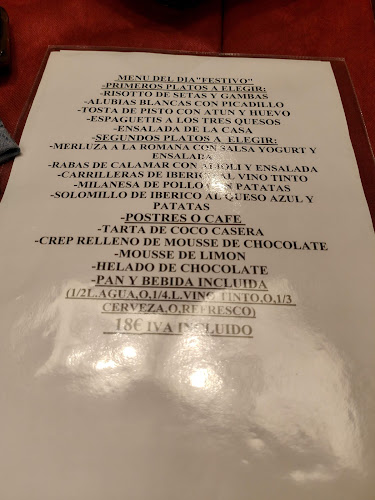 MENU DEL DIA"FESTIVO"
PRIMEROS PLATOS A ELEGIR:
-RISOTTO DE SETAS Y GAMBAS
-ALUBIAS BLANCAS CON PICADILLO
-TOSTA DE PISTO CON ATUN Y HUEVO
-ESPAGUETIS A LOS TRES QUESOS
-ENSALADA DE LA CASA
-SEGUNDOS PLATOS A ELEGIR:
-MERLUZA A LA ROMANA CON SALSA YOGURT Y
ENSALADA
-RABAS DE CALAMAR CON ALIOLI Y ENSALADA
-CARRILLERAS DE IBERICO AL VINO TINTO
-MILANESA DE POLLO CON PATATAS
-SOLOMILLO DE IBERICO AL QUESO AZUL Y
PATATAS
-POSTRES O CAFE
-TARTA DE COCO CASERA
-CREP RELLENO DE MOUSSE DE CHOCOLATE
-MOUSSE DE LIMON
-HELADO DE CHOCOLATE
-PAN Y BEBIDA INCLUIDA
(1/2L.AGUA,O,1/4.L.VINO TINTO,O,1/3
CERVEZA,O,REFRESCO)
18€ IVA INCLUIDO